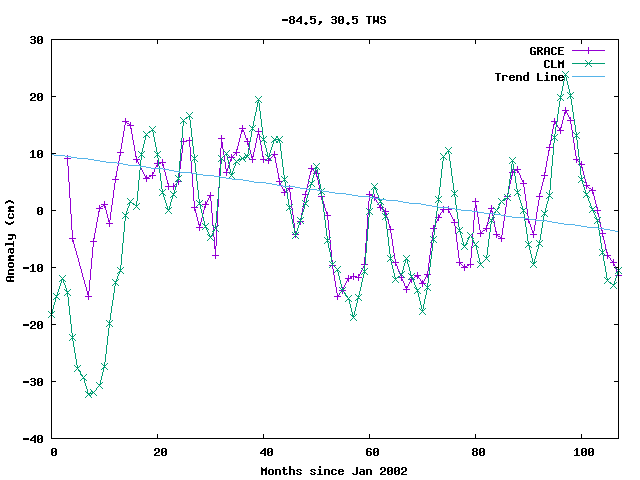 -84.5, 30.5 TWS
GRACE
CLM
Trend Line
30
20
10
0
-10
-20
-30
-40
Anomaly (cm)
0 20 40 60 80 100
Months since Jan 2002